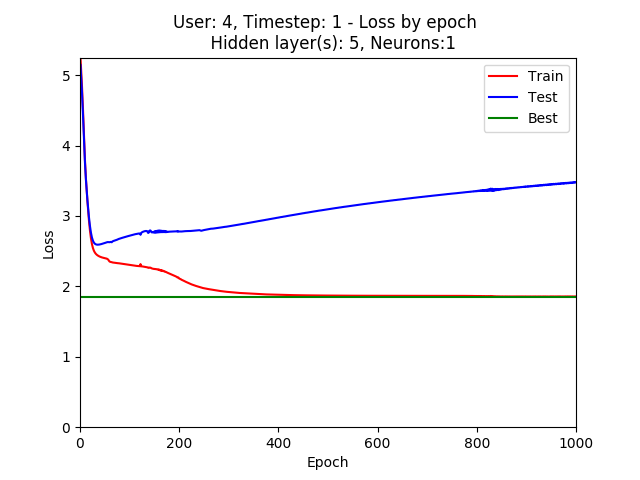 User: 4, Timestep: 1 - Loss by epoch
Hidden layer(s): 5, Neurons:1
Train
Test
Best
Loss
5
4
3
2
1
0
0 200 400 600 800 1000
Epoch